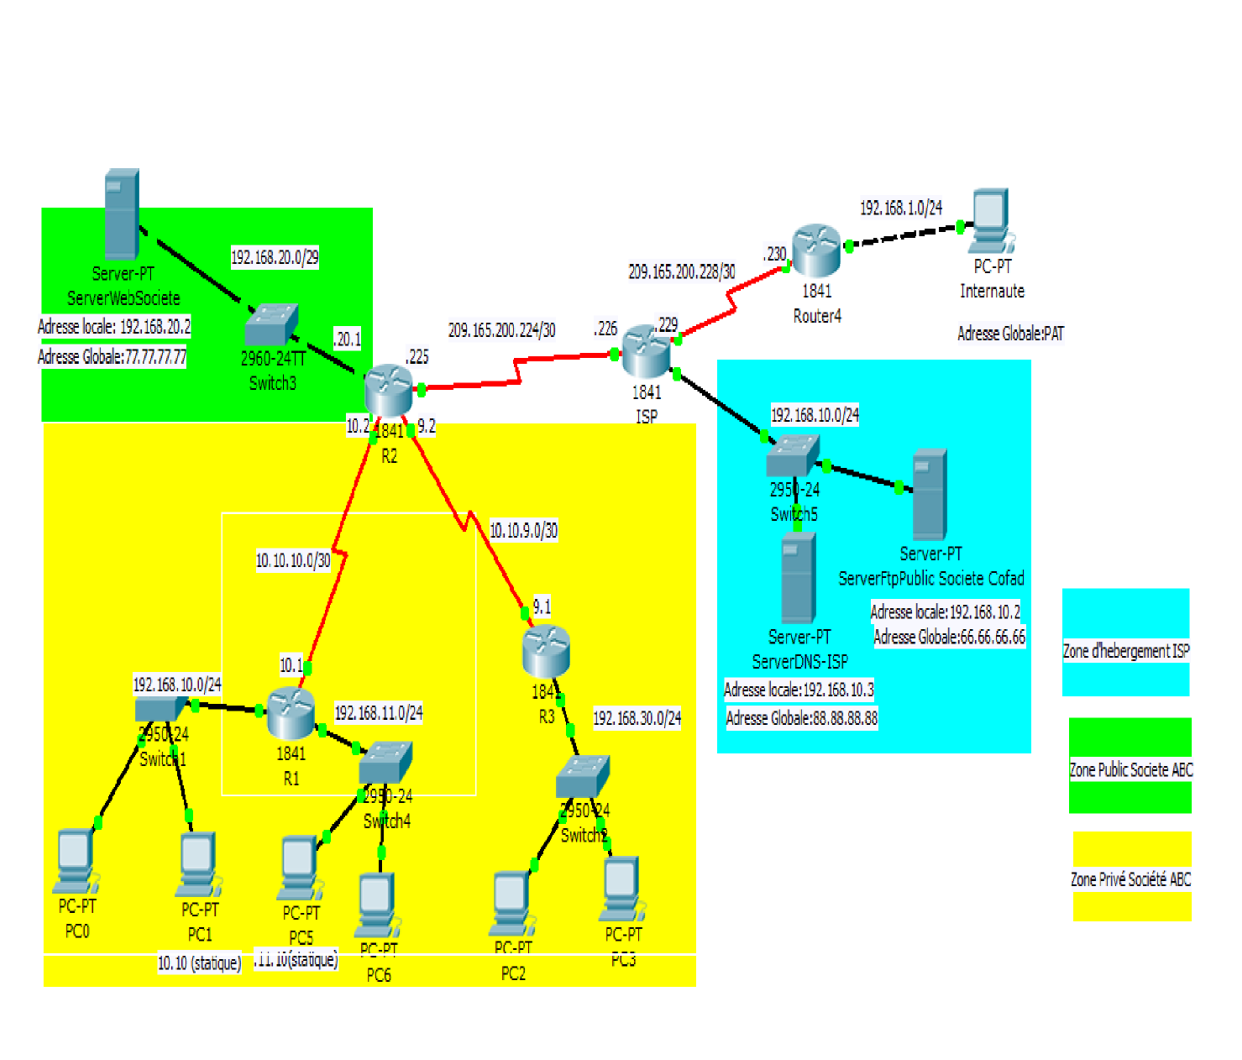 192.168.1.0/24
192.168.20.0/29
.230
Server-PT
ServerWebSociete
209.165.200.228/30
PC-PT
Internaute
1841
Router4
Adresse locale: 192.168.20.2
Adresse Globale:77.77.77.77
.20.1
209.165.200.224/30
.226
.229
Adresse Globale:PAT
2960-24TT
Switch3
.225
1841
ISP
192.168.10.0/24
10.2
9.2
1841
R2
2950-24
Switch5
10.10.9.0/30
10.10.10.0/30
Server-PT
ServerFtpPublic Societe Cofad
Adresse locale:192.168.10.2
Adresse Globale:66.66.66.66
9.1
Server-PT
ServerDNS-ISP
Adresse locale:192.168.10.3
Adresse Globale:88.88.88.88
Zone d'hebergement ISP
10.1
192.168.10.0/24
192.168.11.0/24
1841
R3
192.168.30.0/24
2950-24
Switch1
1841
R1
Zone Public Societe ABC
2950-24
Switch4
2950-24
Switch2
Zone Privé Société ABC
PC-PT
PC0
PC-PT
PC1
PC-PT
PC5
PC-PT
PC6
PC-PT
PC2
PC-PT
PC3
10.10 (statique)
.11.10(statique)